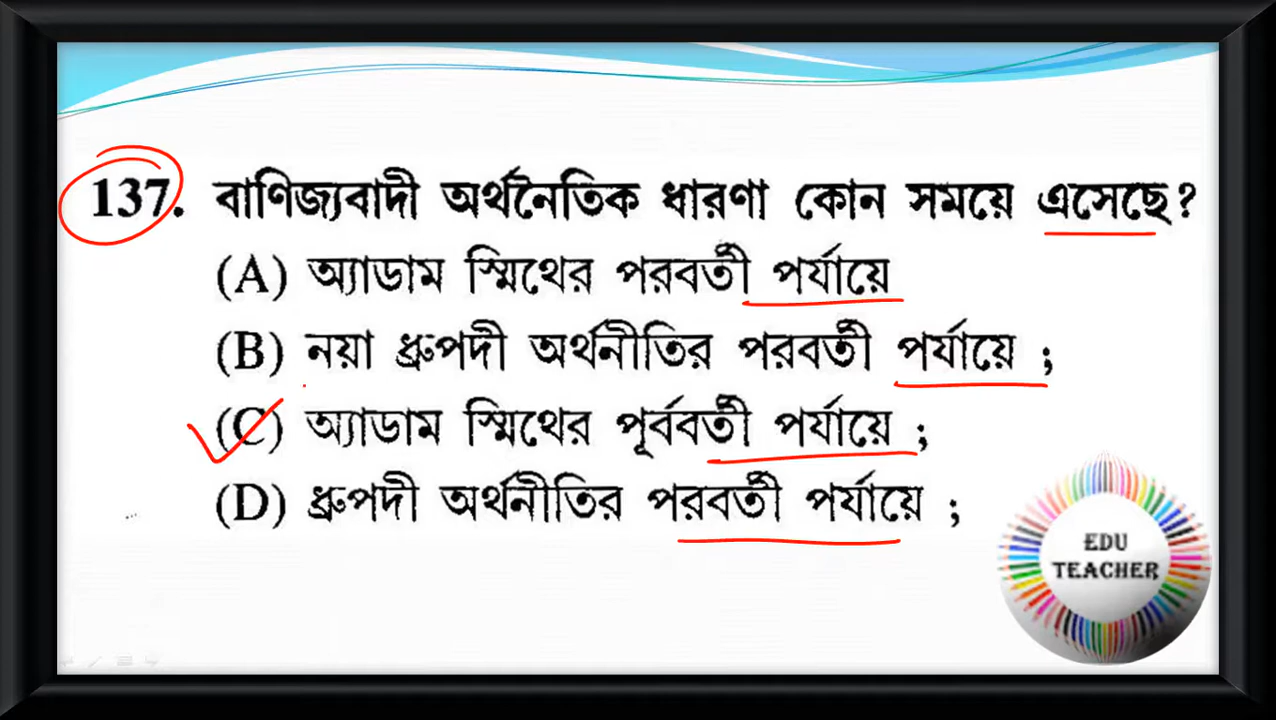 137. বাণিজ্যবাদী অর্থনৈতিক ধারণা কোন সময়ে এসেছে?
(A) অ্যাডাম স্মিথের পরবর্তী পর্যায়ে
(B) নয়া ধ্রুপদী অর্থনীতির পরবর্তী পর্যায়ে ;
(C) অ্যাডাম স্মিথের পূর্ববর্তী পর্যায়ে ;
(D) ধ্রুপদী অর্থনীতির পরবর্তী পর্যায়ে ;
EDU
TEACHER